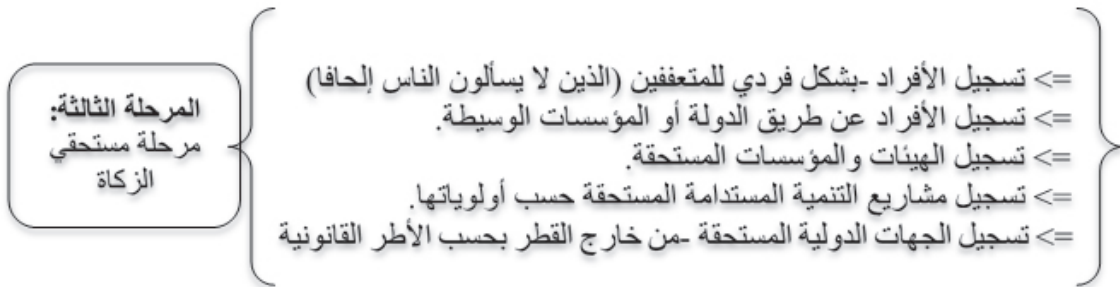 المرحلة الثالثة:
مرحلة مستحقي
الزكاة
=> تسجيل الأفراد -بشكل فردي للمتعففين (الذين لا يسألون الناس إلحافا)
=> تسجيل الأفراد عن طريق الدولة أو المؤسسات الوسيطة.
=> تسجيل الهيئات والمؤسسات المستحقة.
=> تسجيل مشاريع التنمية المستدامة المستحقة حسب أولوياتها.
=> تسجيل الجهات الدولية المستحقة -من خارج القطر بحسب الأطر القانونية